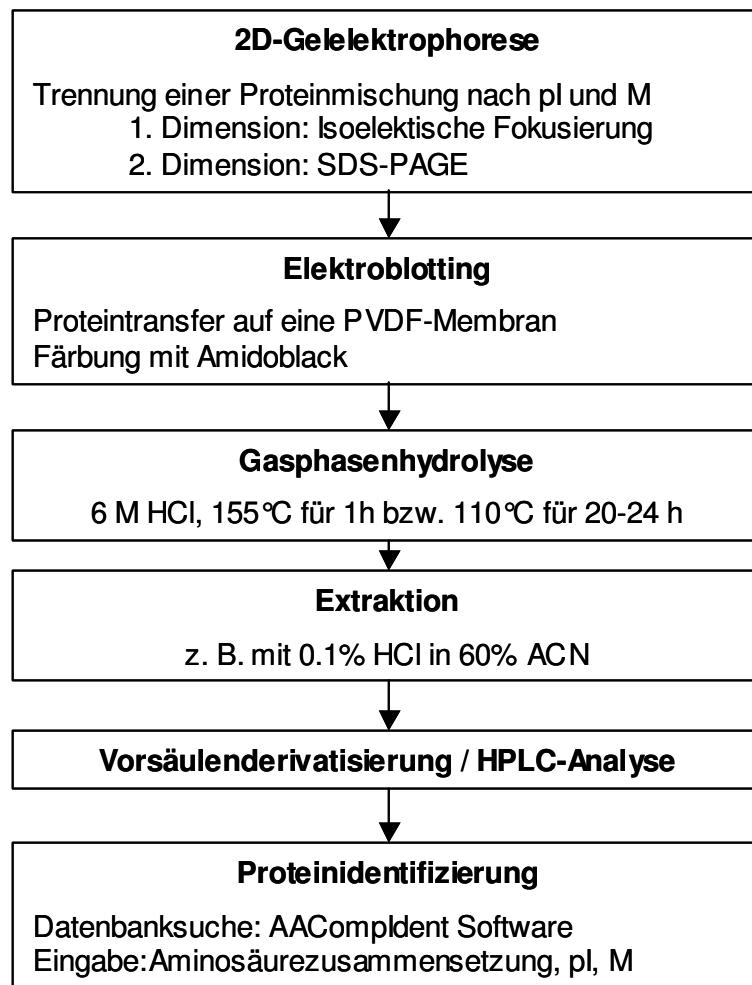 2D-Gelelektrophorese
Trennung einer Proteinmischung nach pI und M
1. Dimension: Isoelektische Fokusierung
2. Dimension: SDS-PAGE
Elektroblotting
Proteintransfer auf eine PVDF-Membran
Färbung mit Amidoblack
Gasphasenhydrolyse
6 M HCl, 155°C für 1h bzw. 110°C für 20-24 h
Extraktion
z. B. mit 0.1% HCl in 60% ACN
Vorsäulenderivatisierung / HPLC-Analyse
Proteinidentifizierung
Datenbanksuche: AACompIdent Software
Eingabe:Aminosäurezusammensetzung, pI, M